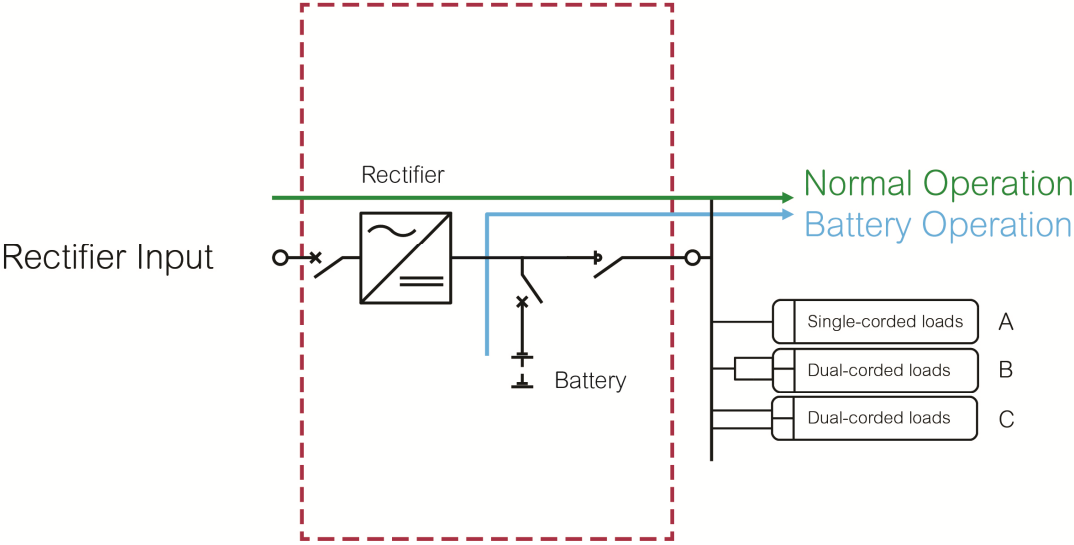 Rectifier
Normal Operation
Battery Operation
Rectifier Input
Single-corded loads A
Dual-corded loads B
Battery
Dual-corded loads C